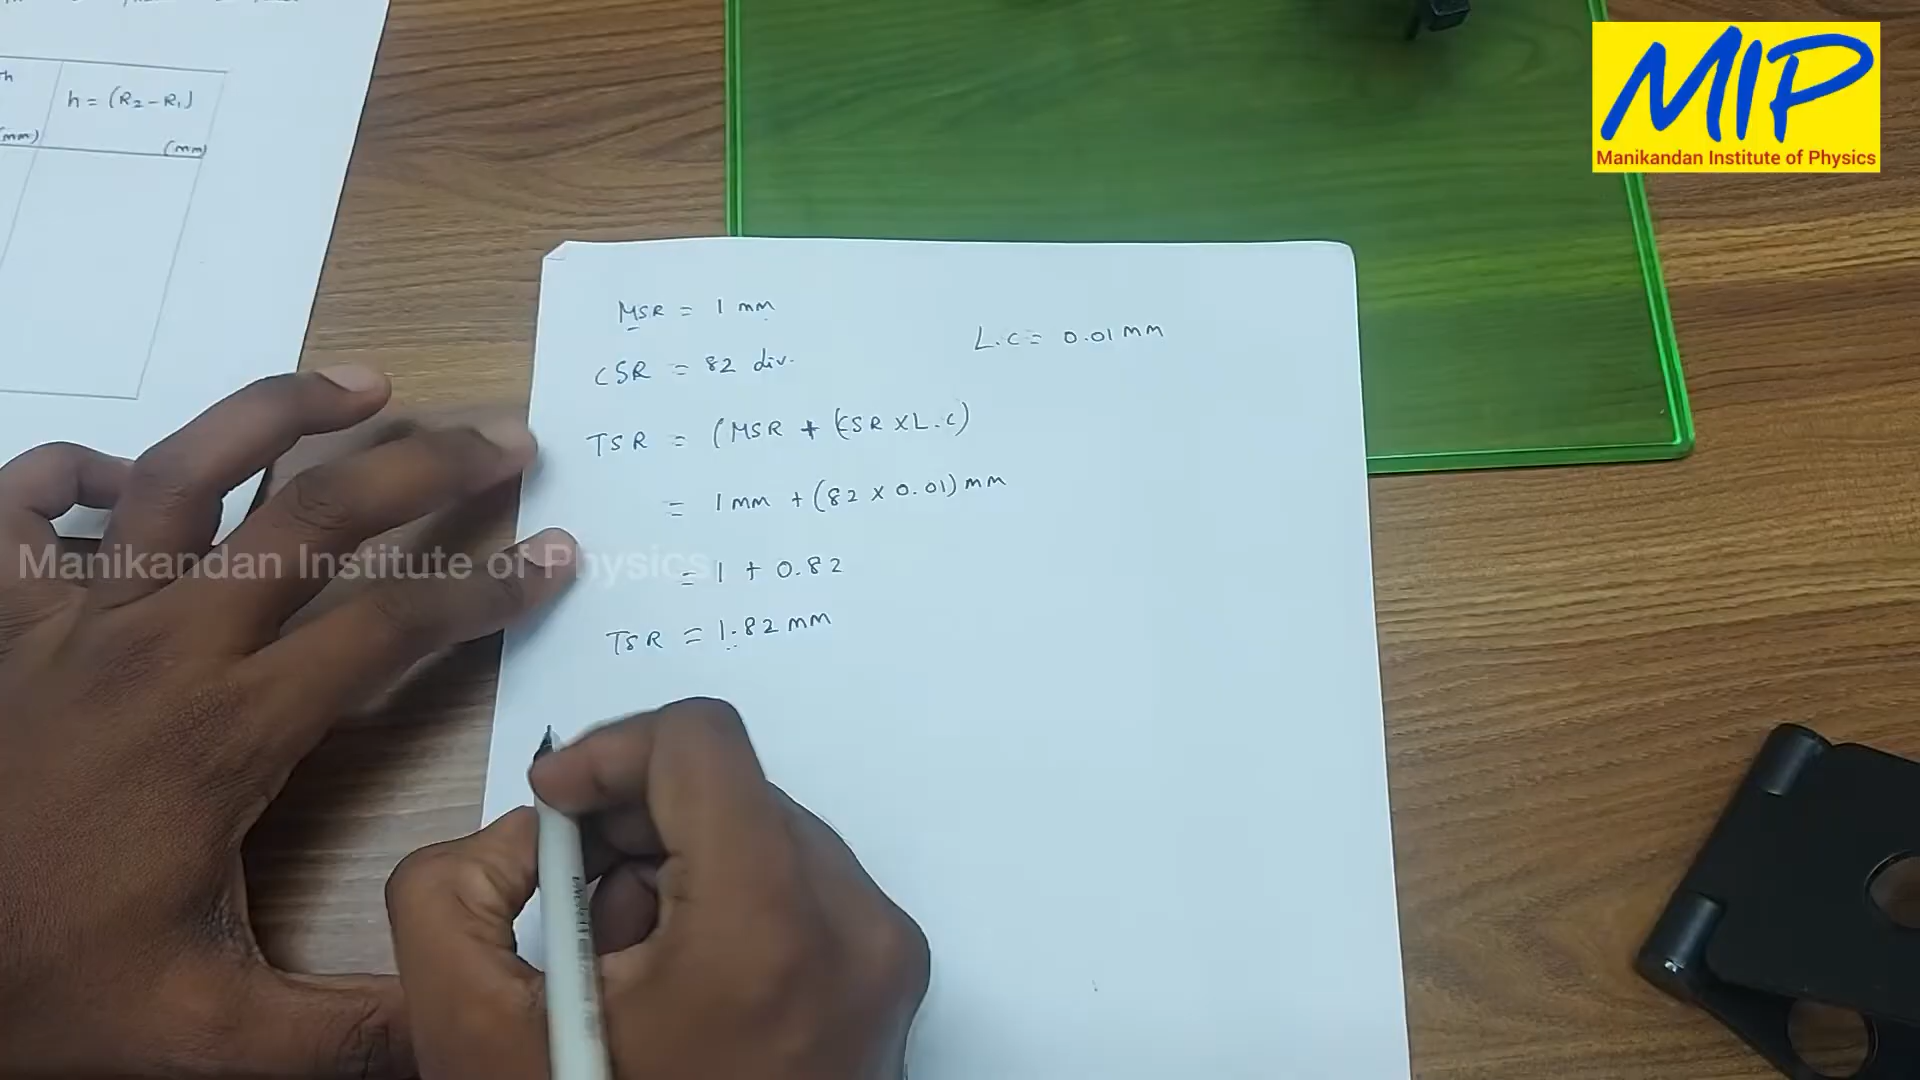 h = (R2 - R1)
(mm)
(mm)
MIP
Manikandan Institute of Physics
MSR = 1 mm
L.C = 0.01 mm
CSR = 82 div.
TSR = (MSR + (CSR X L.C)
= 1 mm + (82 x 0.01) mm
Manikandan Institute of Physics
= 1 + 0.82
TSR = 1.82 mm